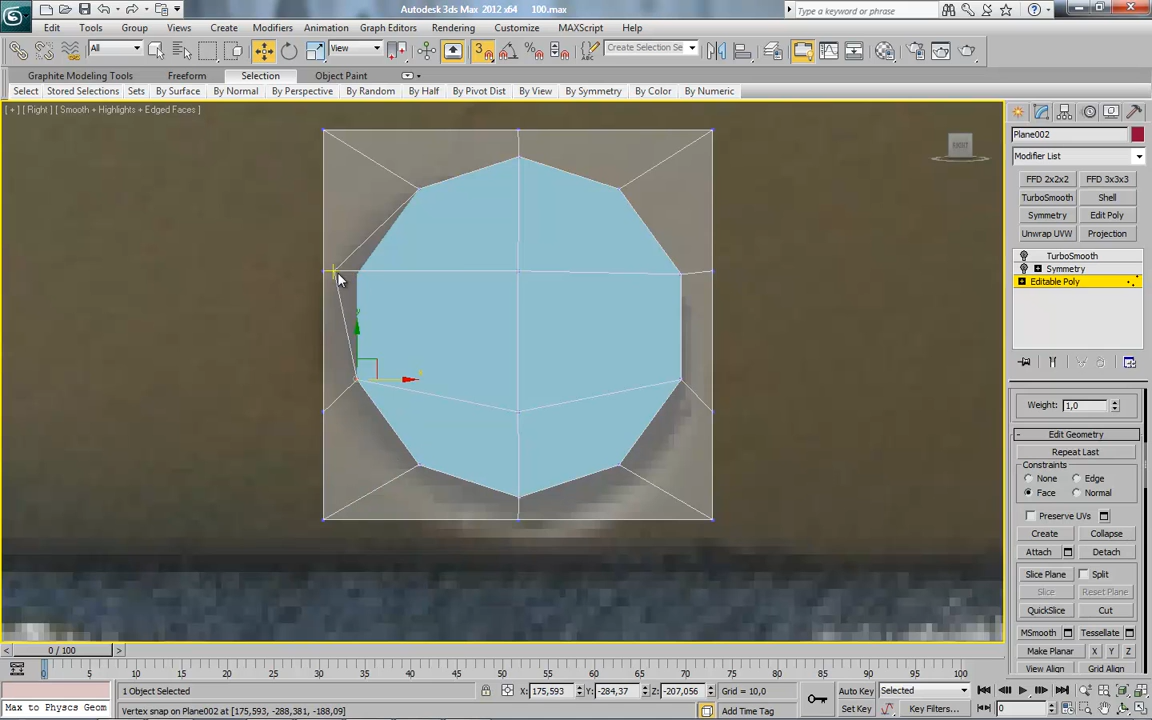 Autodesk 3ds Max 2012 x64 100.max
Type a keyword or phrase
Edit Tools Group Views Create Modifiers Animation Graph Editors Rendering Customize MAXScript Help
All View 3 Create Selection Se
Graphite Modeling Tools Freeform Selection Object Paint
Select Stored Selections Sets By Surface By Normal By Perspective By Random By Half By Pivot Dist By View By Symmetry By Color By Numeric
[ + ] [ Right ] [ Smooth + Highlights + Edged Faces ]
Plane002
Modifier List
FFD 2x2x2 FFD 3x3x3
TurboSmooth Shell
Symmetry Edit Poly
Unwrap UVW Projection
TurboSmooth
Symmetry
Editable Poly
Weight: 1,0
- Edit Geometry
Repeat Last
Constraints
None Edge
Face Normal
Preserve UVs
Create Collapse
Attach Detach
Slice Plane Split
Slice Reset Plane
QuickSlice Cut
MSmooth Tessellate
Make Planar X Y Z
View Align Grid Align
< 0 / 100 >
0 5 10 15 20 25 30 35 40 45 50 55 60 65 70 75 80 85 90 95 100
1 Object Selected X: 175,593 Y: -284,37 Z: -207,056 Grid = 10,0 Auto Key Selected
Max to Physcs Geom Vertex snap on Plane002 at [175,593, -288,381, -188,09] Add Time Tag Set Key Key Filters... 0